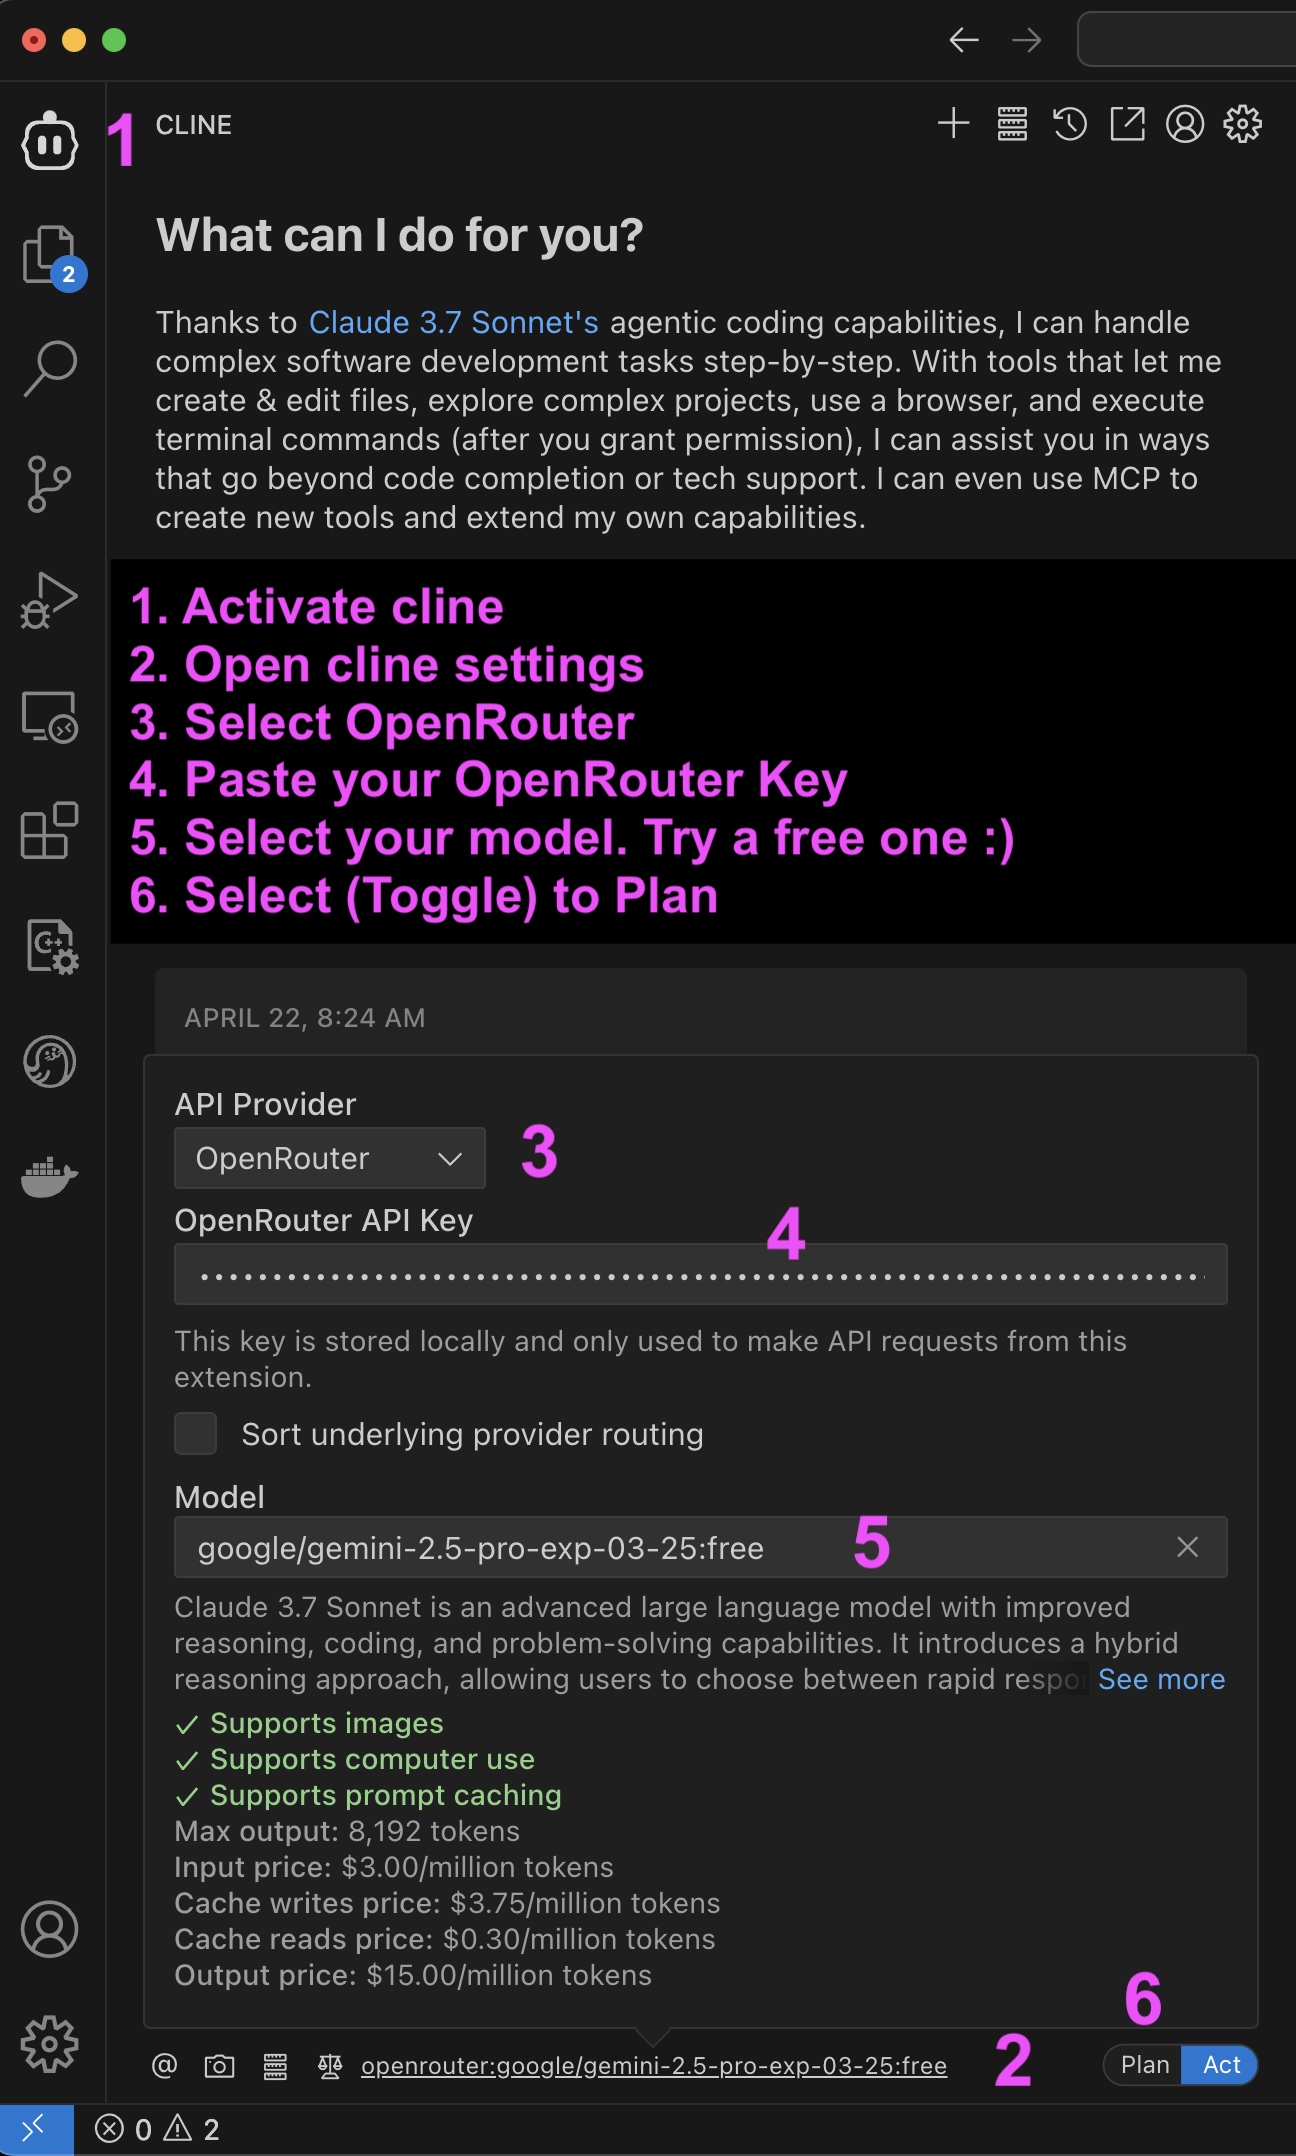 1 CLINE
What can I do for you?
2
Thanks to Claude 3.7 Sonnet's agentic coding capabilities, I can handle
complex software development tasks step-by-step. With tools that let me
create & edit files, explore complex projects, use a browser, and execute
terminal commands (after you grant permission), I can assist you in ways
that go beyond code completion or tech support. I can even use MCP to
create new tools and extend my own capabilities.
1. Activate cline
2. Open cline settings
3. Select OpenRouter
4. Paste your OpenRouter Key
5. Select your model. Try a free one :)
6. Select (Toggle) to Plan
C++
APRIL 22, 8:24 AM
API Provider
OpenRouter 3
OpenRouter API Key 4
This key is stored locally and only used to make API requests from this
extension.
Sort underlying provider routing
Model
google/gemini-2.5-pro-exp-03-25:free 5
Claude 3.7 Sonnet is an advanced large language model with improved
reasoning, coding, and problem-solving capabilities. It introduces a hybrid
reasoning approach, allowing users to choose between rapid respo See more
✓ Supports images
✓ Supports computer use
✓ Supports prompt caching
Max output: 8,192 tokens
Input price: $3.00/million tokens
Cache writes price: $3.75/million tokens
Cache reads price: $0.30/million tokens
Output price: $15.00/million tokens
6
@ openrouter:google/gemini-2.5-pro-exp-03-25:free 2 Plan Act
0 2